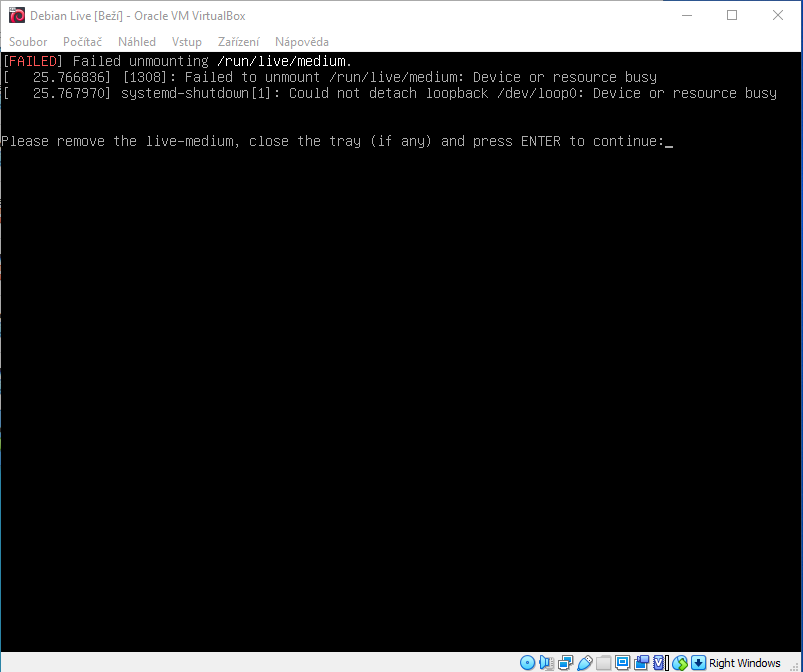 Debian Live [Beží] - Oracle VM VirtualBox
Soubor Počítač Náhled Vstup Zařízení Nápověda
[FAILED] Failed unmounting /run/live/medium.
[   25.766836] [1308]: Failed to unmount /run/live/medium: Device or resource busy
[   25.767970] systemd-shutdown[1]: Could not detach loopback /dev/loop0: Device or resource busy
Please remove the live-medium, close the tray (if any) and press ENTER to continue:_
Right Windows